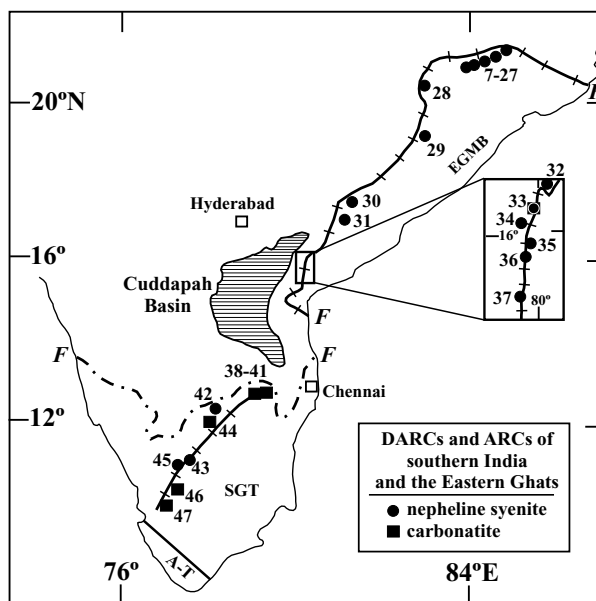 7-27
20ºN
28
29
EGMB
32
33
30
Hyderabad
31
34
16º
35
16º
36
Cuddapah
Basin
37
80º
F
F
F
38-41
42
Chennai
12º
44
DARCs and ARCs of
southern India
and the Eastern Ghats
45
43
nepheline syenite
46
SGT
carbonatite
47
A-T
76º
84ºE